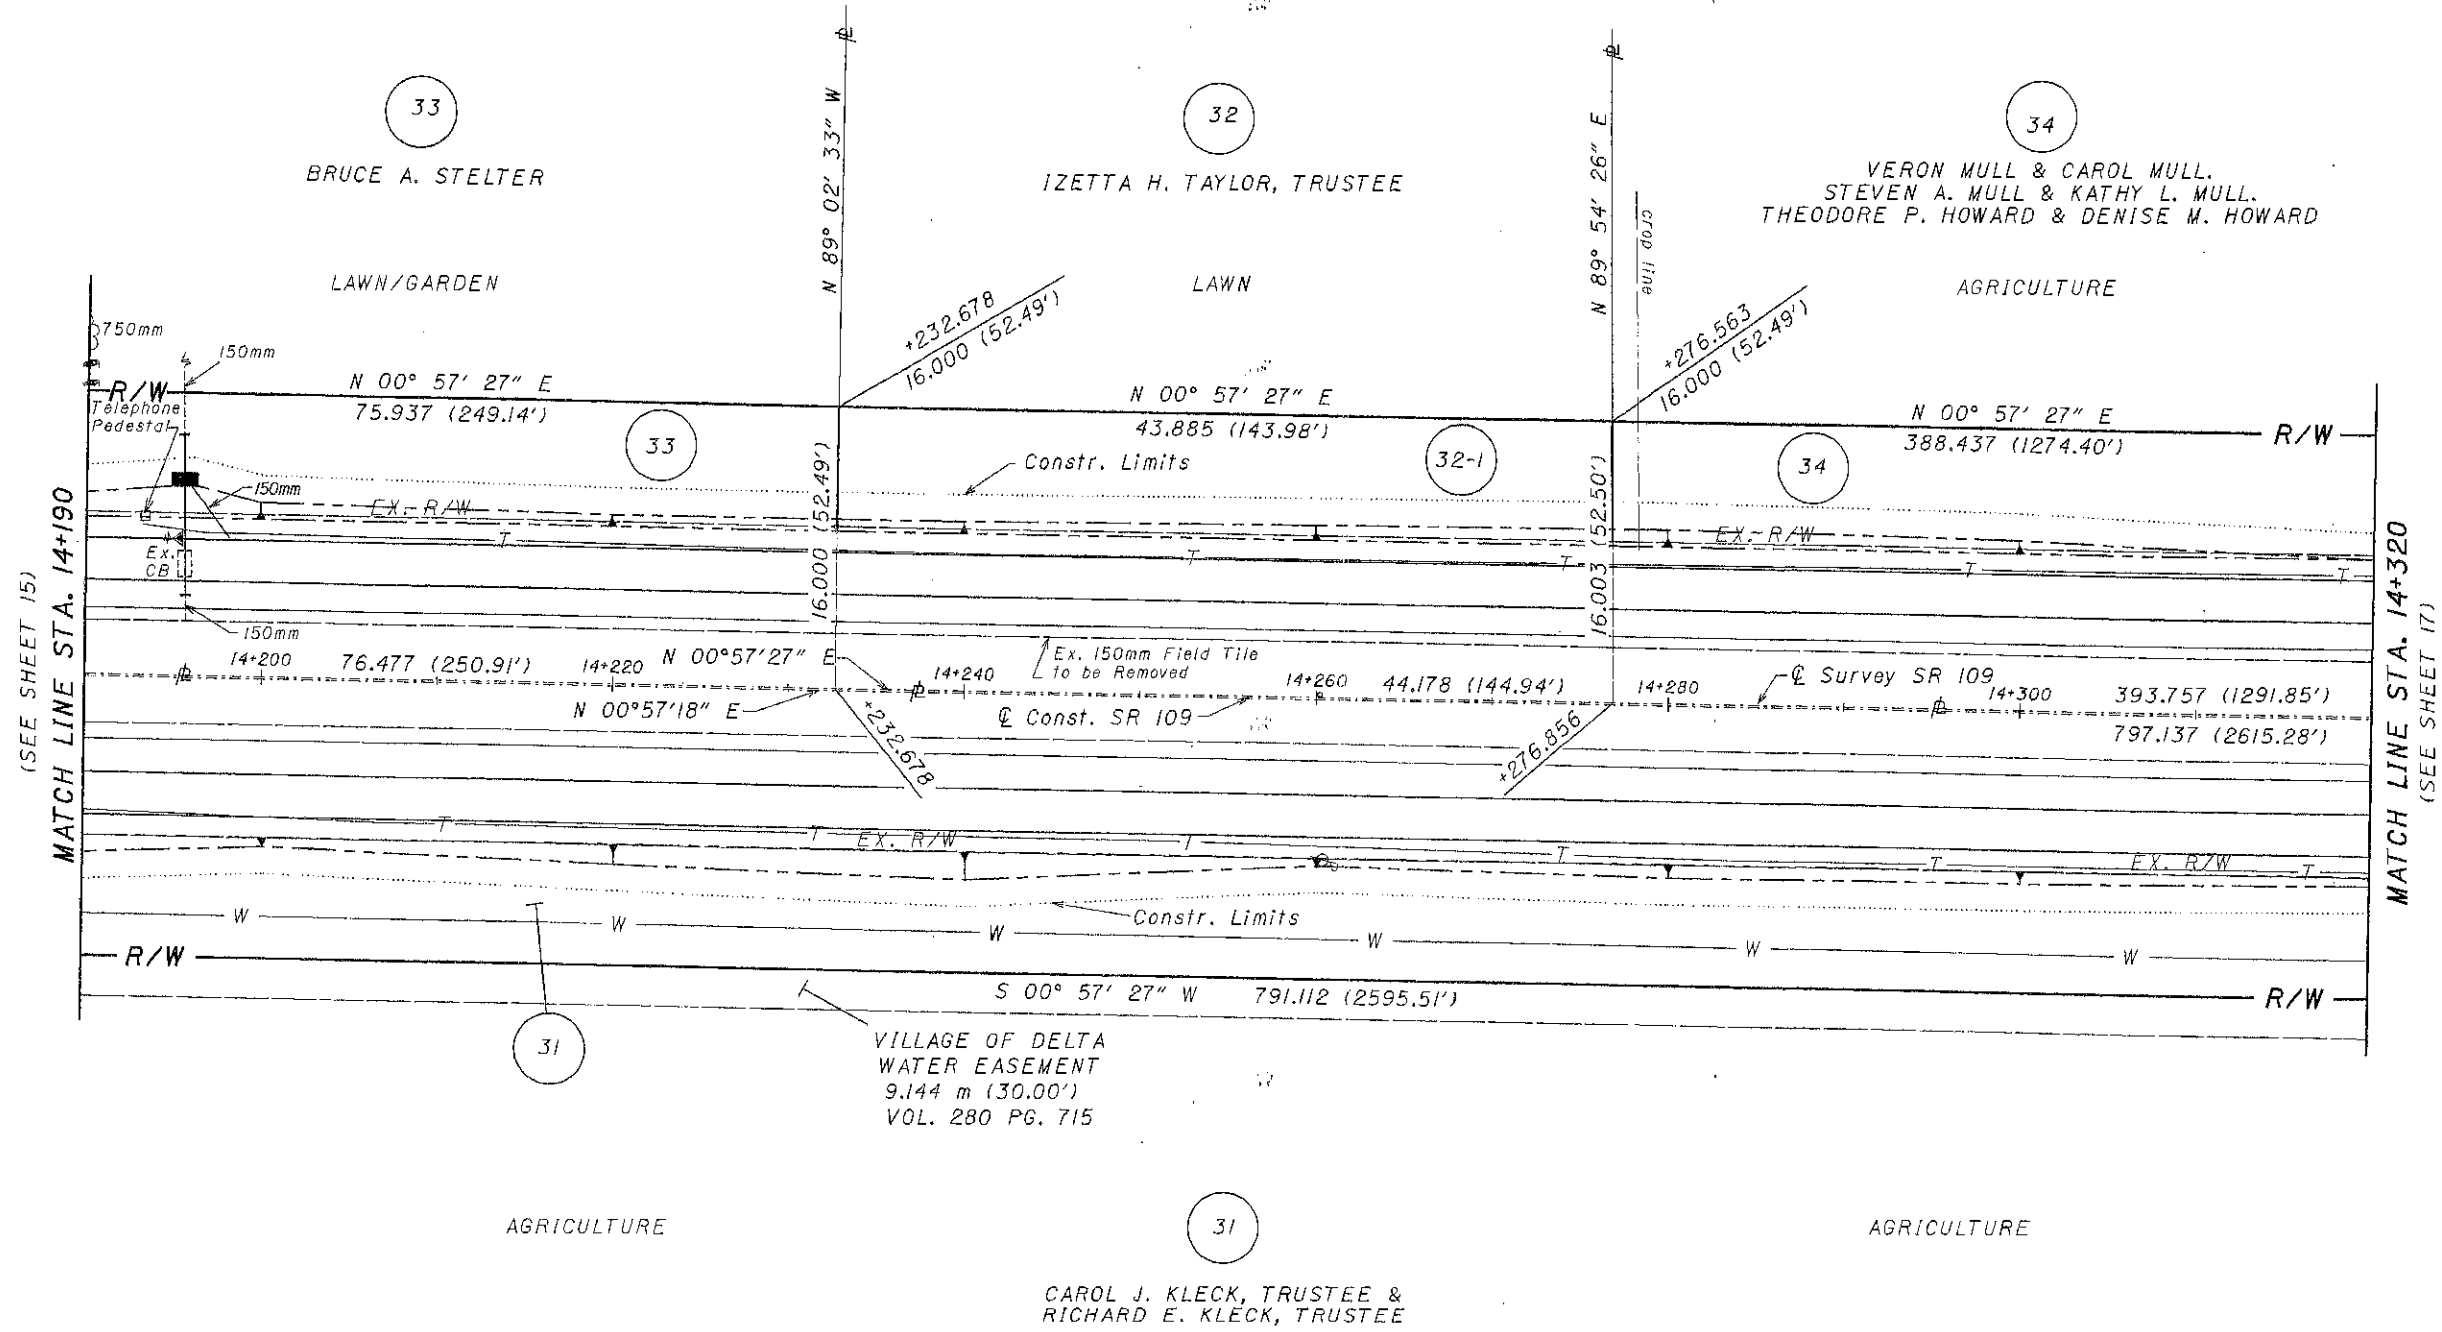 33
BRUCE A. STELTER
LAWN/GARDEN
N 89° 02' 33" W
32
IZETTA H. TAYLOR, TRUSTEE
LAWN
N 89° 54' 26" E
crop line
34
VERON MULL & CAROL MULL.
STEVEN A. MULL & KATHY L. MULL.
THEODORE P. HOWARD & DENISE M. HOWARD
AGRICULTURE
750mm
150mm
+232.678
16.000 (52.49')
+276.563
16.000 (52.49')
R/W
N 00° 57' 27" E
75.937 (249.14')
N 00° 57' 27" E
43.885 (143.98')
N 00° 57' 27" E
388.437 (1274.40')
R/W
Telephone
Pedestal
33
Constr. Limits
32-1
34
150mm
EX. R/W
16.000 (52.49')
16.003 (52.50')
EX. R/W
T
T
T
T
T
Ex.
CB
150mm
MATCH LINE STA. 14+190
(SEE SHEET 15)
MATCH LINE STA. 14+320
(SEE SHEET 17)
14+200
76.477 (250.91')
14+220
N 00°57'27" E
14+240
Ex. 150mm Field Tile
to be Removed
14+260
44.178 (144.94')
14+280
℄ Survey SR 109
14+300
393.757 (1291.85')
N 00°57'18" E
+232.678
℄ Const. SR 109
+276.856
797.137 (2615.28')
T
T
EX. R/W
T
T
T
EX. R/W
T
W
W
W
W
W
W
Constr. Limits
R/W
S 00° 57' 27" W
791.112 (2595.51')
R/W
31
VILLAGE OF DELTA
WATER EASEMENT
9.144 m (30.00')
VOL. 280 PG. 715
AGRICULTURE
31
AGRICULTURE
CAROL J. KLECK, TRUSTEE &
RICHARD E. KLECK, TRUSTEE